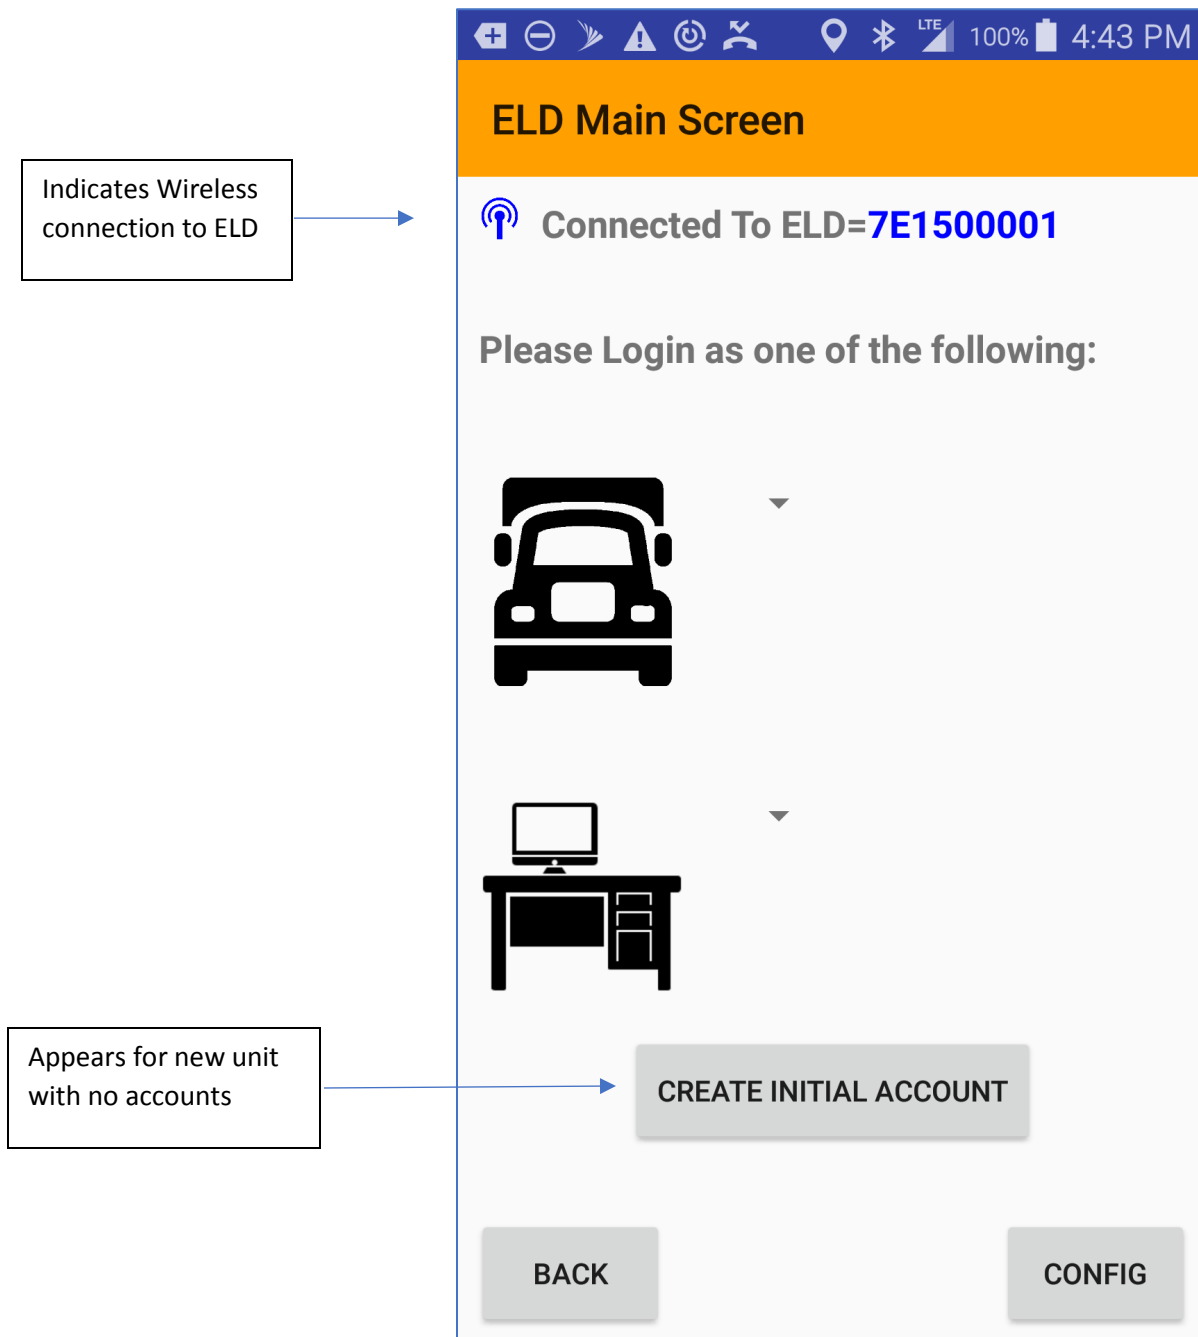 LTE 100% 4:43 PM
ELD Main Screen
Indicates Wireless
connection to ELD
Connected To ELD=7E1500001
Please Login as one of the following:
Appears for new unit
with no accounts
CREATE INITIAL ACCOUNT
BACK
CONFIG